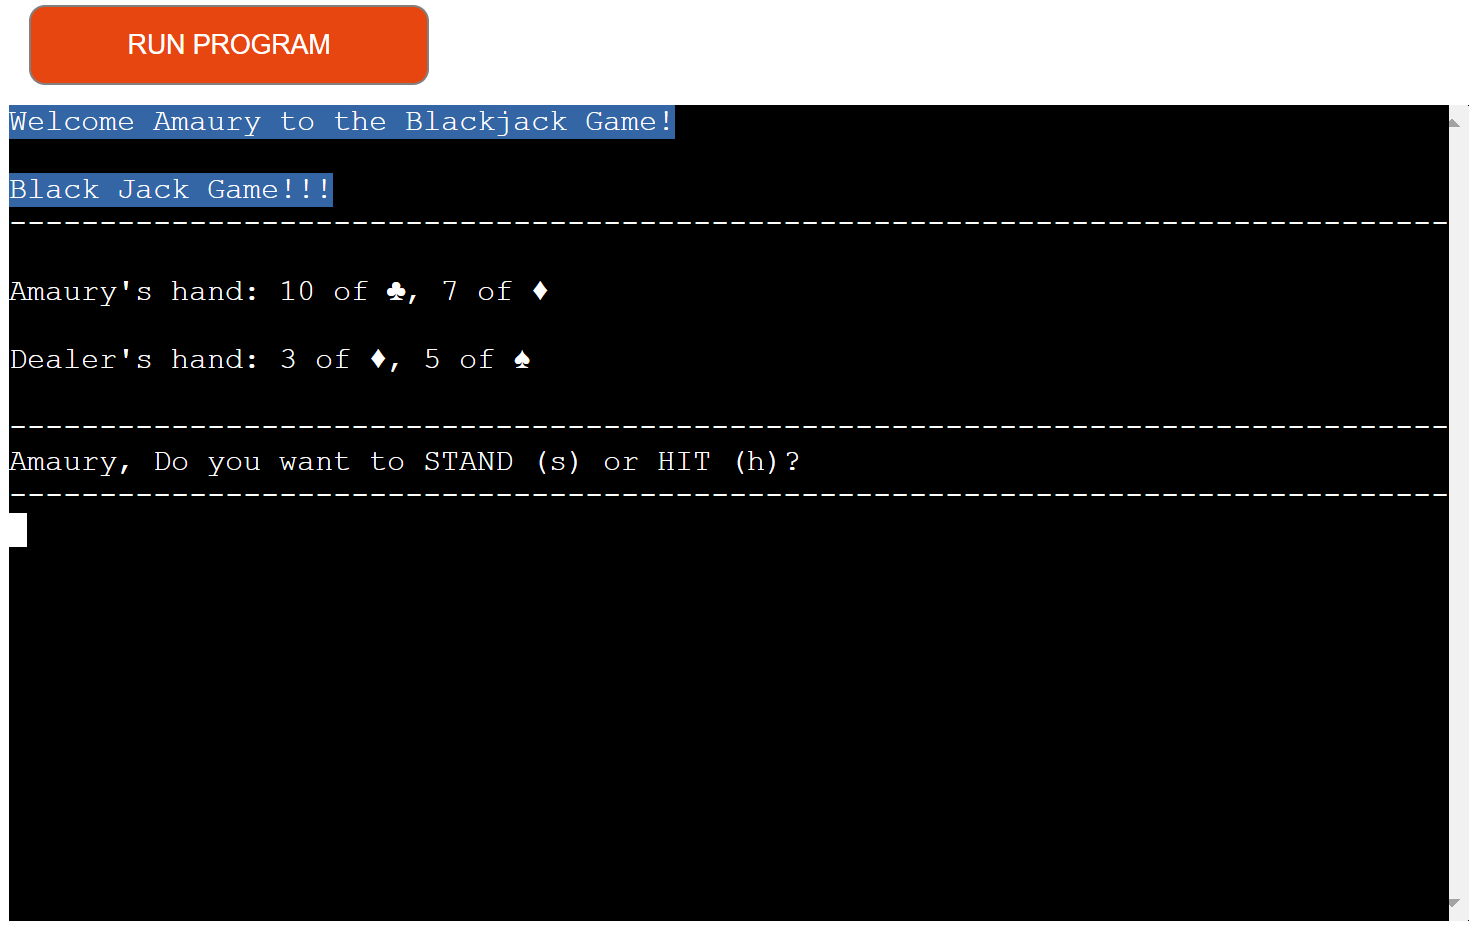 RUN PROGRAM
Welcome Amaury to the Blackjack Game!
Black Jack Game!!!
--------------------------------------------------------------------------------
Amaury's hand: 10 of ♣, 7 of ♦
Dealer's hand: 3 of ♦, 5 of ♠
--------------------------------------------------------------------------------
Amaury, Do you want to STAND (s) or HIT (h)?
--------------------------------------------------------------------------------